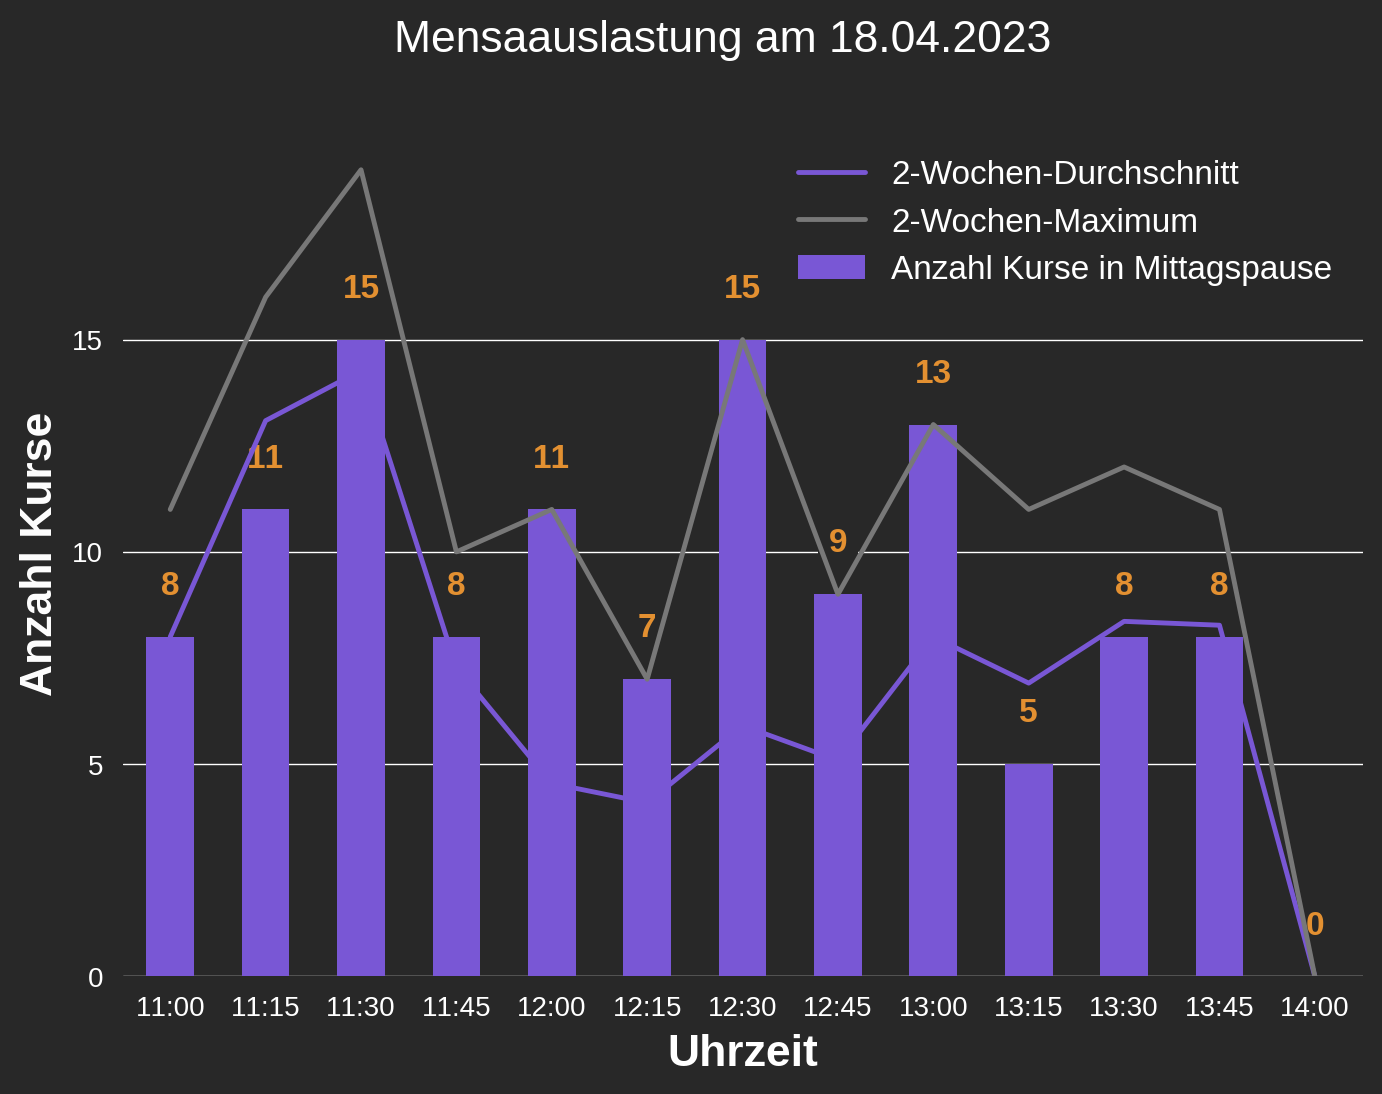 Mensaauslastung am 18.04.2023
2-Wochen-Durchschnitt
2-Wochen-Maximum
Anzahl Kurse in Mittagspause
Anzahl Kurse
15
10
5
0
8
11
15
8
11
7
15
9
13
5
8
8
0
11:00 11:15 11:30 11:45 12:00 12:15 12:30 12:45 13:00 13:15 13:30 13:45 14:00
Uhrzeit